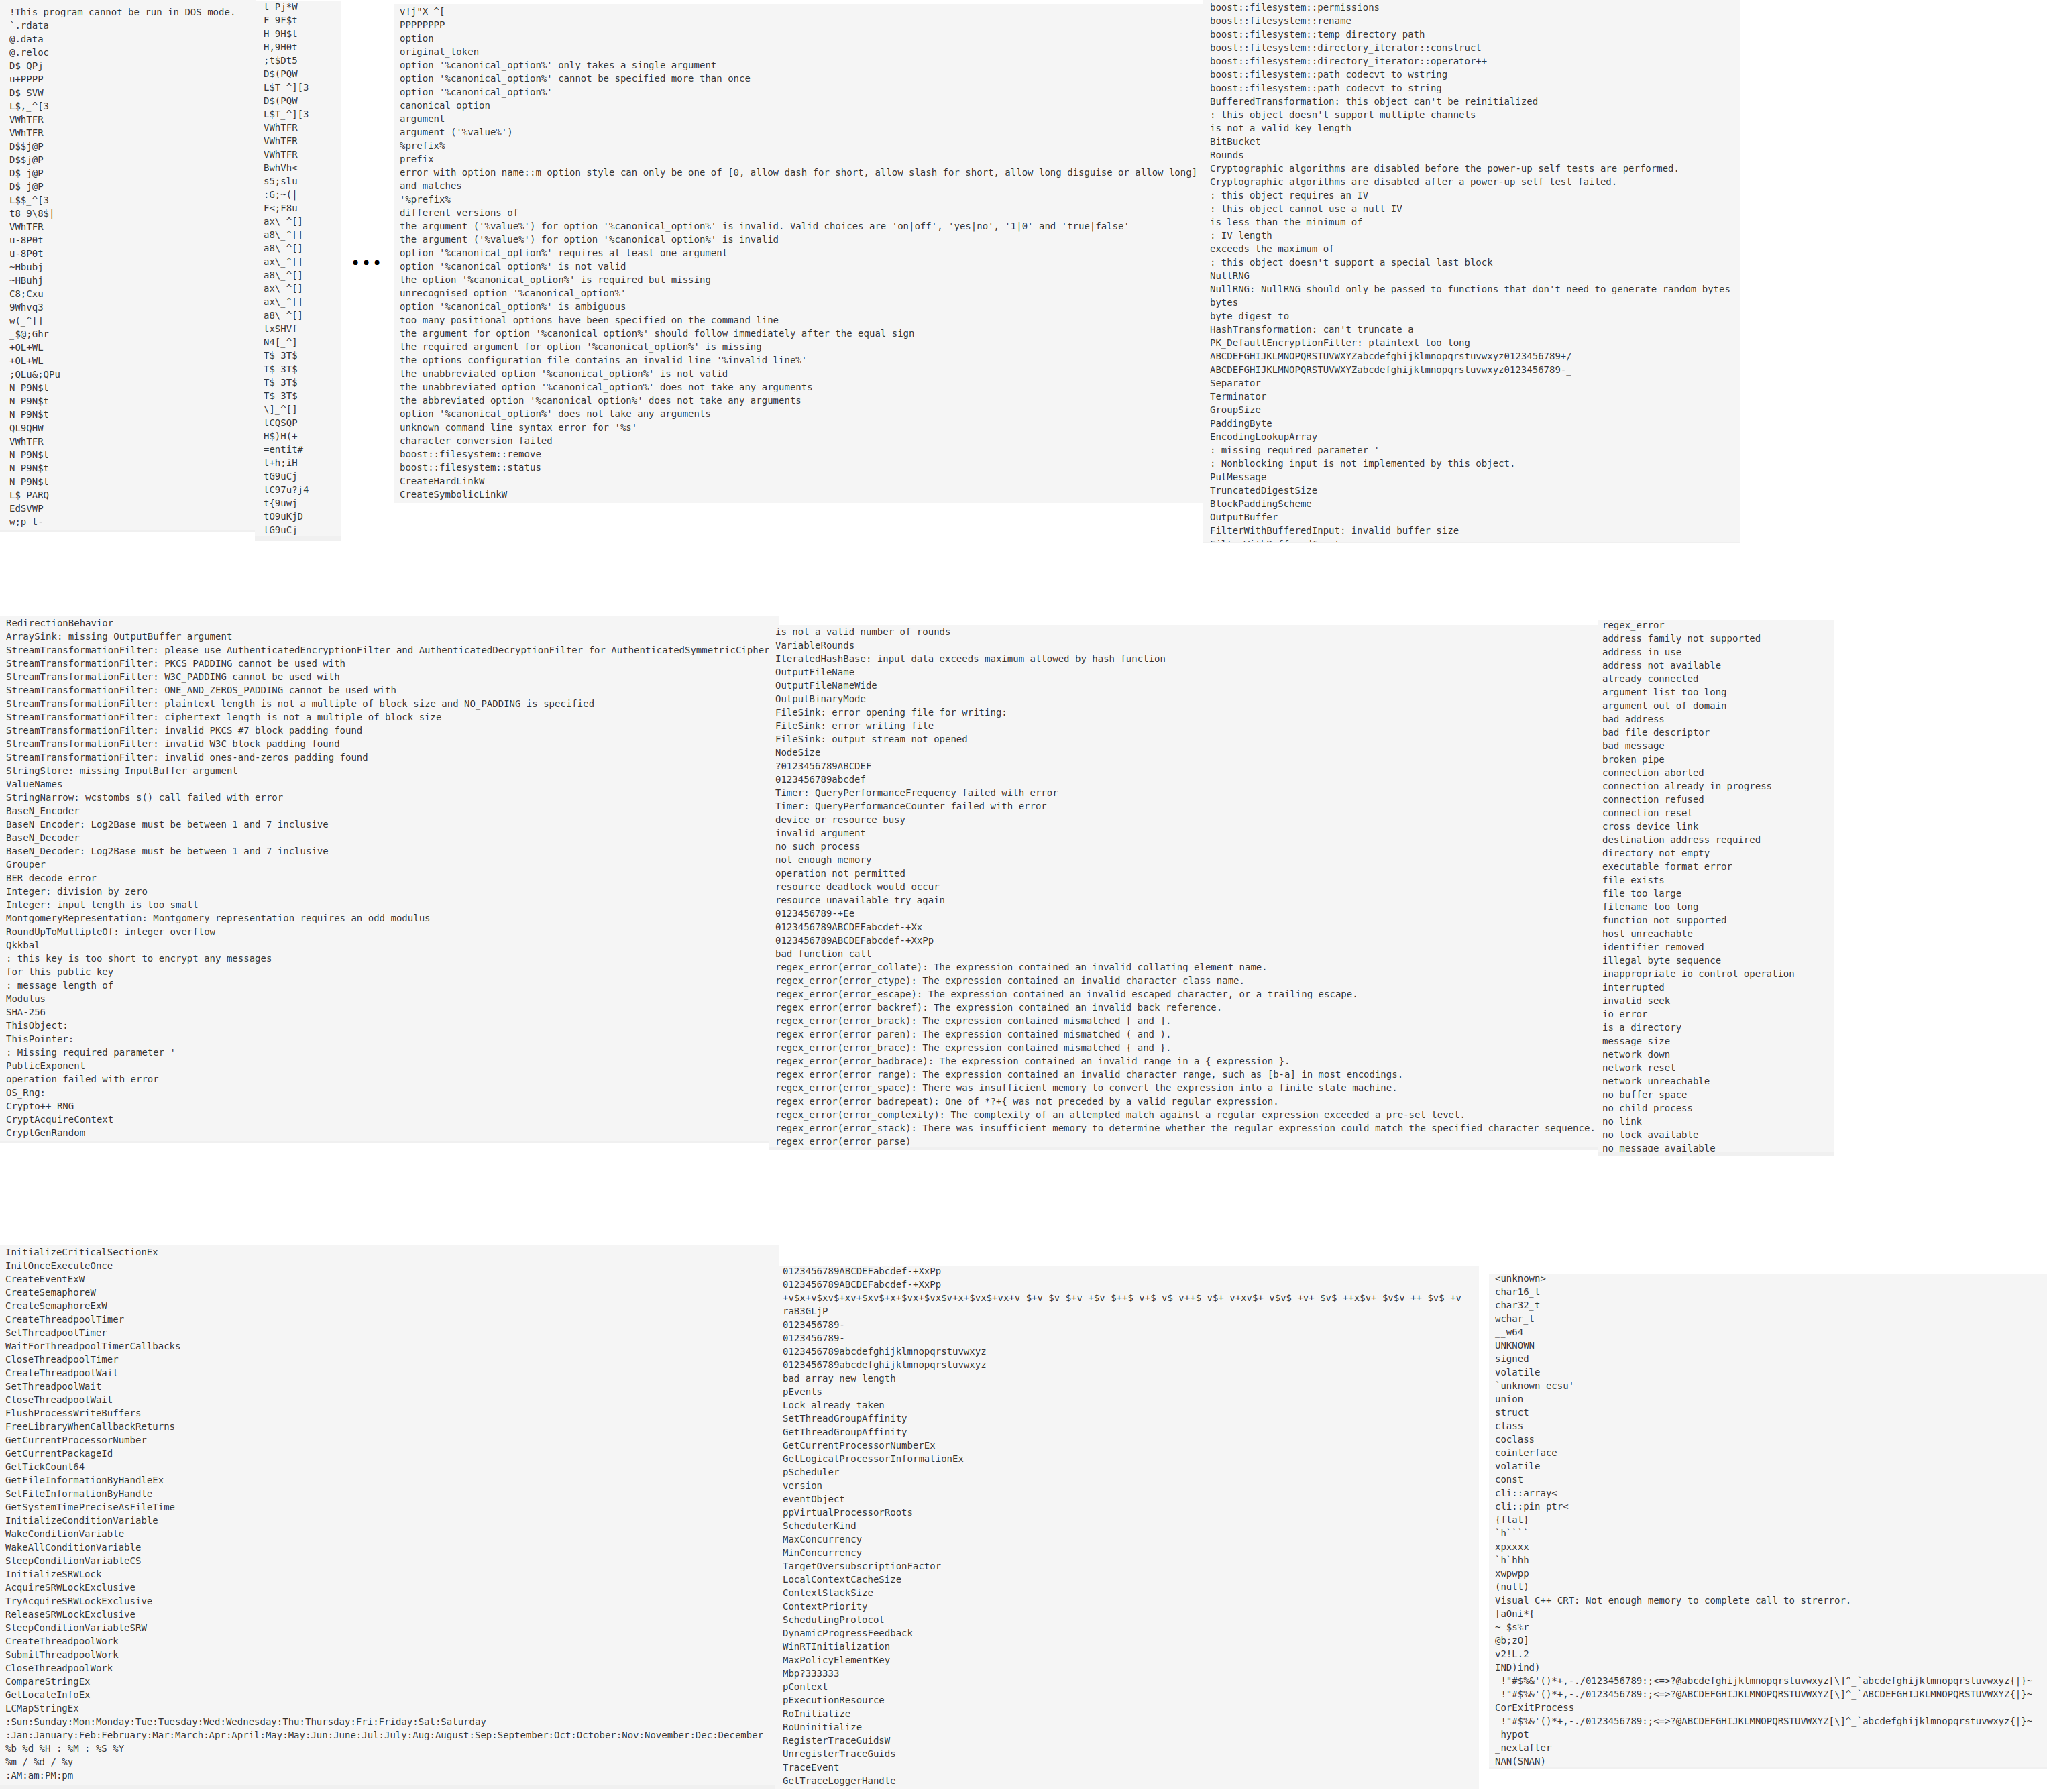 !This program cannot be run in DOS mode.
`.rdata
@.data
@.reloc
D$ QPj
u+PPPP
D$ SVW
L$,_^[3
VWhTFR
VWhTFR
D$$j@P
D$$j@P
D$ j@P
D$ j@P
L$$_^[3
t8 9\8$|
VWhTFR
u-8P0t
u-8P0t
~Hbubj
~HBuhj
C8;Cxu
9Whvq3
w(_^[]
_$@;Ghr
+OL+WL
+OL+WL
;QLu&;QPu
N P9N$t
N P9N$t
N P9N$t
QL9QHW
VWhTFR
N P9N$t
N P9N$t
N P9N$t
L$ PARQ
EdSVWP
w;p t-
t Pj*W
F 9F$t
H 9H$t
H,9H0t
;t$Dt5
D$(PQW
L$T_^][3
D$(PQW
L$T_^][3
VWhTFR
VWhTFR
VWhTFR
BwhVh<
s5;slu
:G;~(|
F<;F8u
ax\_^[]
a8\_^[]
a8\_^[]
ax\_^[]
a8\_^[]
ax\_^[]
ax\_^[]
a8\_^[]
txSHVf
N4[_^]
T$ 3T$
T$ 3T$
T$ 3T$
T$ 3T$
\]_^[]
tCQSQP
H$)H(+
=entit#
t+h;iH
tG9uCj
tC97u?j4
t{9uwj
tO9uKjD
tG9uCj
...
v!j"X_^[
PPPPPPPP
option
original_token
option '%canonical_option%' only takes a single argument
option '%canonical_option%' cannot be specified more than once
option '%canonical_option%'
canonical_option
argument
argument ('%value%')
%prefix%
prefix
error_with_option_name::m_option_style can only be one of [0, allow_dash_for_short, allow_slash_for_short, allow_long_disguise or allow_long]
and matches
'%prefix%
different versions of
the argument ('%value%') for option '%canonical_option%' is invalid. Valid choices are 'on|off', 'yes|no', '1|0' and 'true|false'
the argument ('%value%') for option '%canonical_option%' is invalid
option '%canonical_option%' requires at least one argument
option '%canonical_option%' is not valid
the option '%canonical_option%' is required but missing
unrecognised option '%canonical_option%'
option '%canonical_option%' is ambiguous
too many positional options have been specified on the command line
the argument for option '%canonical_option%' should follow immediately after the equal sign
the required argument for option '%canonical_option%' is missing
the options configuration file contains an invalid line '%invalid_line%'
the unabbreviated option '%canonical_option%' is not valid
the unabbreviated option '%canonical_option%' does not take any arguments
the abbreviated option '%canonical_option%' does not take any arguments
option '%canonical_option%' does not take any arguments
unknown command line syntax error for '%s'
character conversion failed
boost::filesystem::remove
boost::filesystem::status
CreateHardLinkW
CreateSymbolicLinkW
boost::filesystem::permissions
boost::filesystem::rename
boost::filesystem::temp_directory_path
boost::filesystem::directory_iterator::construct
boost::filesystem::directory_iterator::operator++
boost::filesystem::path codecvt to wstring
boost::filesystem::path codecvt to string
BufferedTransformation: this object can't be reinitialized
: this object doesn't support multiple channels
is not a valid key length
BitBucket
Rounds
Cryptographic algorithms are disabled before the power-up self tests are performed.
Cryptographic algorithms are disabled after a power-up self test failed.
: this object requires an IV
: this object cannot use a null IV
is less than the minimum of
: IV length
exceeds the maximum of
: this object doesn't support a special last block
NullRNG
NullRNG: NullRNG should only be passed to functions that don't need to generate random bytes
bytes
byte digest to
HashTransformation: can't truncate a
PK_DefaultEncryptionFilter: plaintext too long
ABCDEFGHIJKLMNOPQRSTUVWXYZabcdefghijklmnopqrstuvwxyz0123456789+/
ABCDEFGHIJKLMNOPQRSTUVWXYZabcdefghijklmnopqrstuvwxyz0123456789-_
Separator
Terminator
GroupSize
PaddingByte
EncodingLookupArray
: missing required parameter '
: Nonblocking input is not implemented by this object.
PutMessage
TruncatedDigestSize
BlockPaddingScheme
OutputBuffer
FilterWithBufferedInput: invalid buffer size
RedirectionBehavior
ArraySink: missing OutputBuffer argument
StreamTransformationFilter: please use AuthenticatedEncryptionFilter and AuthenticatedDecryptionFilter for AuthenticatedSymmetricCipher
StreamTransformationFilter: PKCS_PADDING cannot be used with
StreamTransformationFilter: W3C_PADDING cannot be used with
StreamTransformationFilter: ONE_AND_ZEROS_PADDING cannot be used with
StreamTransformationFilter: plaintext length is not a multiple of block size and NO_PADDING is specified
StreamTransformationFilter: ciphertext length is not a multiple of block size
StreamTransformationFilter: invalid PKCS #7 block padding found
StreamTransformationFilter: invalid W3C block padding found
StreamTransformationFilter: invalid ones-and-zeros padding found
StringStore: missing InputBuffer argument
ValueNames
StringNarrow: wcstombs_s() call failed with error
BaseN_Encoder
BaseN_Encoder: Log2Base must be between 1 and 7 inclusive
BaseN_Decoder
BaseN_Decoder: Log2Base must be between 1 and 7 inclusive
Grouper
BER decode error
Integer: division by zero
Integer: input length is too small
MontgomeryRepresentation: Montgomery representation requires an odd modulus
RoundUpToMultipleOf: integer overflow
Qkkbal
: this key is too short to encrypt any messages
for this public key
: message length of
Modulus
SHA-256
ThisObject:
ThisPointer:
: Missing required parameter '
PublicExponent
operation failed with error
OS_Rng:
Crypto++ RNG
CryptAcquireContext
CryptGenRandom
is not a valid number of rounds
VariableRounds
IteratedHashBase: input data exceeds maximum allowed by hash function
OutputFileName
OutputFileNameWide
OutputBinaryMode
FileSink: error opening file for writing:
FileSink: error writing file
FileSink: output stream not opened
NodeSize
?0123456789ABCDEF
0123456789abcdef
Timer: QueryPerformanceFrequency failed with error
Timer: QueryPerformanceCounter failed with error
device or resource busy
invalid argument
no such process
not enough memory
operation not permitted
resource deadlock would occur
resource unavailable try again
0123456789-+Ee
0123456789ABCDEFabcdef-+Xx
0123456789ABCDEFabcdef-+XxPp
bad function call
regex_error(error_collate): The expression contained an invalid collating element name.
regex_error(error_ctype): The expression contained an invalid character class name.
regex_error(error_escape): The expression contained an invalid escaped character, or a trailing escape.
regex_error(error_backref): The expression contained an invalid back reference.
regex_error(error_brack): The expression contained mismatched [ and ].
regex_error(error_paren): The expression contained mismatched ( and ).
regex_error(error_brace): The expression contained mismatched { and }.
regex_error(error_badbrace): The expression contained an invalid range in a { expression }.
regex_error(error_range): The expression contained an invalid character range, such as [b-a] in most encodings.
regex_error(error_space): There was insufficient memory to convert the expression into a finite state machine.
regex_error(error_badrepeat): One of *?+{ was not preceded by a valid regular expression.
regex_error(error_complexity): The complexity of an attempted match against a regular expression exceeded a pre-set level.
regex_error(error_stack): There was insufficient memory to determine whether the regular expression could match the specified character sequence.
regex_error(error_parse)
regex_error
address family not supported
address in use
address not available
already connected
argument list too long
argument out of domain
bad address
bad file descriptor
bad message
broken pipe
connection aborted
connection already in progress
connection refused
connection reset
cross device link
destination address required
directory not empty
executable format error
file exists
file too large
filename too long
function not supported
host unreachable
identifier removed
illegal byte sequence
inappropriate io control operation
interrupted
invalid seek
io error
is a directory
message size
network down
network reset
network unreachable
no buffer space
no child process
no link
no lock available
no message available
InitializeCriticalSectionEx
InitOnceExecuteOnce
CreateEventExW
CreateSemaphoreW
CreateSemaphoreExW
CreateThreadpoolTimer
SetThreadpoolTimer
WaitForThreadpoolTimerCallbacks
CloseThreadpoolTimer
CreateThreadpoolWait
SetThreadpoolWait
CloseThreadpoolWait
FlushProcessWriteBuffers
FreeLibraryWhenCallbackReturns
GetCurrentProcessorNumber
GetCurrentPackageId
GetTickCount64
GetFileInformationByHandleEx
SetFileInformationByHandle
GetSystemTimePreciseAsFileTime
InitializeConditionVariable
WakeConditionVariable
WakeAllConditionVariable
SleepConditionVariableCS
InitializeSRWLock
AcquireSRWLockExclusive
TryAcquireSRWLockExclusive
ReleaseSRWLockExclusive
SleepConditionVariableSRW
CreateThreadpoolWork
SubmitThreadpoolWork
CloseThreadpoolWork
CompareStringEx
GetLocaleInfoEx
LCMapStringEx
:Sun:Sunday:Mon:Monday:Tue:Tuesday:Wed:Wednesday:Thu:Thursday:Fri:Friday:Sat:Saturday
:Jan:January:Feb:February:Mar:March:Apr:April:May:May:Jun:June:Jul:July:Aug:August:Sep:September:Oct:October:Nov:November:Dec:December
%b %d %H : %M : %S %Y
%m / %d / %y
:AM:am:PM:pm
0123456789ABCDEFabcdef-+XxPp
0123456789ABCDEFabcdef-+XxPp
+v$x+v$xv$+xv+$xv$+x+$vx+$vx$v+x+$vx$+vx+v $+v $v $+v +$v $++$ v+$ v$ v++$ v$+ v+xv$+ v$v$ +v+ $v$ ++x$v+ $v$v ++ $v$ +v
raB3GLjP
0123456789-
0123456789-
0123456789abcdefghijklmnopqrstuvwxyz
0123456789abcdefghijklmnopqrstuvwxyz
bad array new length
pEvents
Lock already taken
SetThreadGroupAffinity
GetThreadGroupAffinity
GetCurrentProcessorNumberEx
GetLogicalProcessorInformationEx
pScheduler
version
eventObject
ppVirtualProcessorRoots
SchedulerKind
MaxConcurrency
MinConcurrency
TargetOversubscriptionFactor
LocalContextCacheSize
ContextStackSize
ContextPriority
SchedulingProtocol
DynamicProgressFeedback
WinRTInitialization
MaxPolicyElementKey
Mbp?333333
pContext
pExecutionResource
RoInitialize
RoUninitialize
RegisterTraceGuidsW
UnregisterTraceGuids
TraceEvent
GetTraceLoggerHandle
<unknown>
char16_t
char32_t
wchar_t
__w64
UNKNOWN
signed
volatile
`unknown ecsu'
union
struct
class
coclass
cointerface
volatile
const
cli::array<
cli::pin_ptr<
{flat}
`h````
xpxxxx
`h`hhh
xwpwpp
(null)
Visual C++ CRT: Not enough memory to complete call to strerror.
[aOni*{
~ $s%r
@b;zO]
v2!L.2
IND)ind)
!"#$%&'()*+,-./0123456789:;<=>?@abcdefghijklmnopqrstuvwxyz[\]^_`abcdefghijklmnopqrstuvwxyz{|}~
!"#$%&'()*+,-./0123456789:;<=>?@ABCDEFGHIJKLMNOPQRSTUVWXYZ[\]^_`ABCDEFGHIJKLMNOPQRSTUVWXYZ{|}~
CorExitProcess
!"#$%&'()*+,-./0123456789:;<=>?@ABCDEFGHIJKLMNOPQRSTUVWXYZ[\]^_`abcdefghijklmnopqrstuvwxyz{|}~
_hypot
_nextafter
NAN(SNAN)